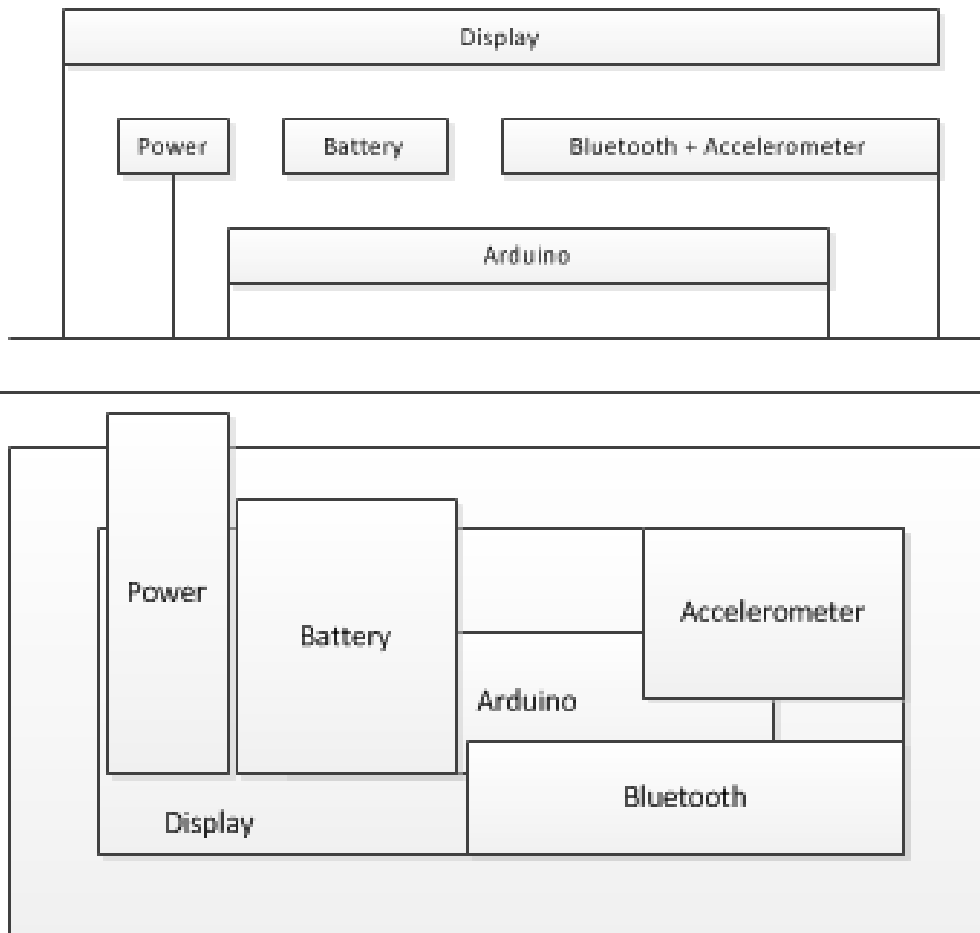 Display
Power
Battery
Bluetooth + Accelerometer
Arduino
Power
Battery
Accelerometer
Arduino
Bluetooth
Display